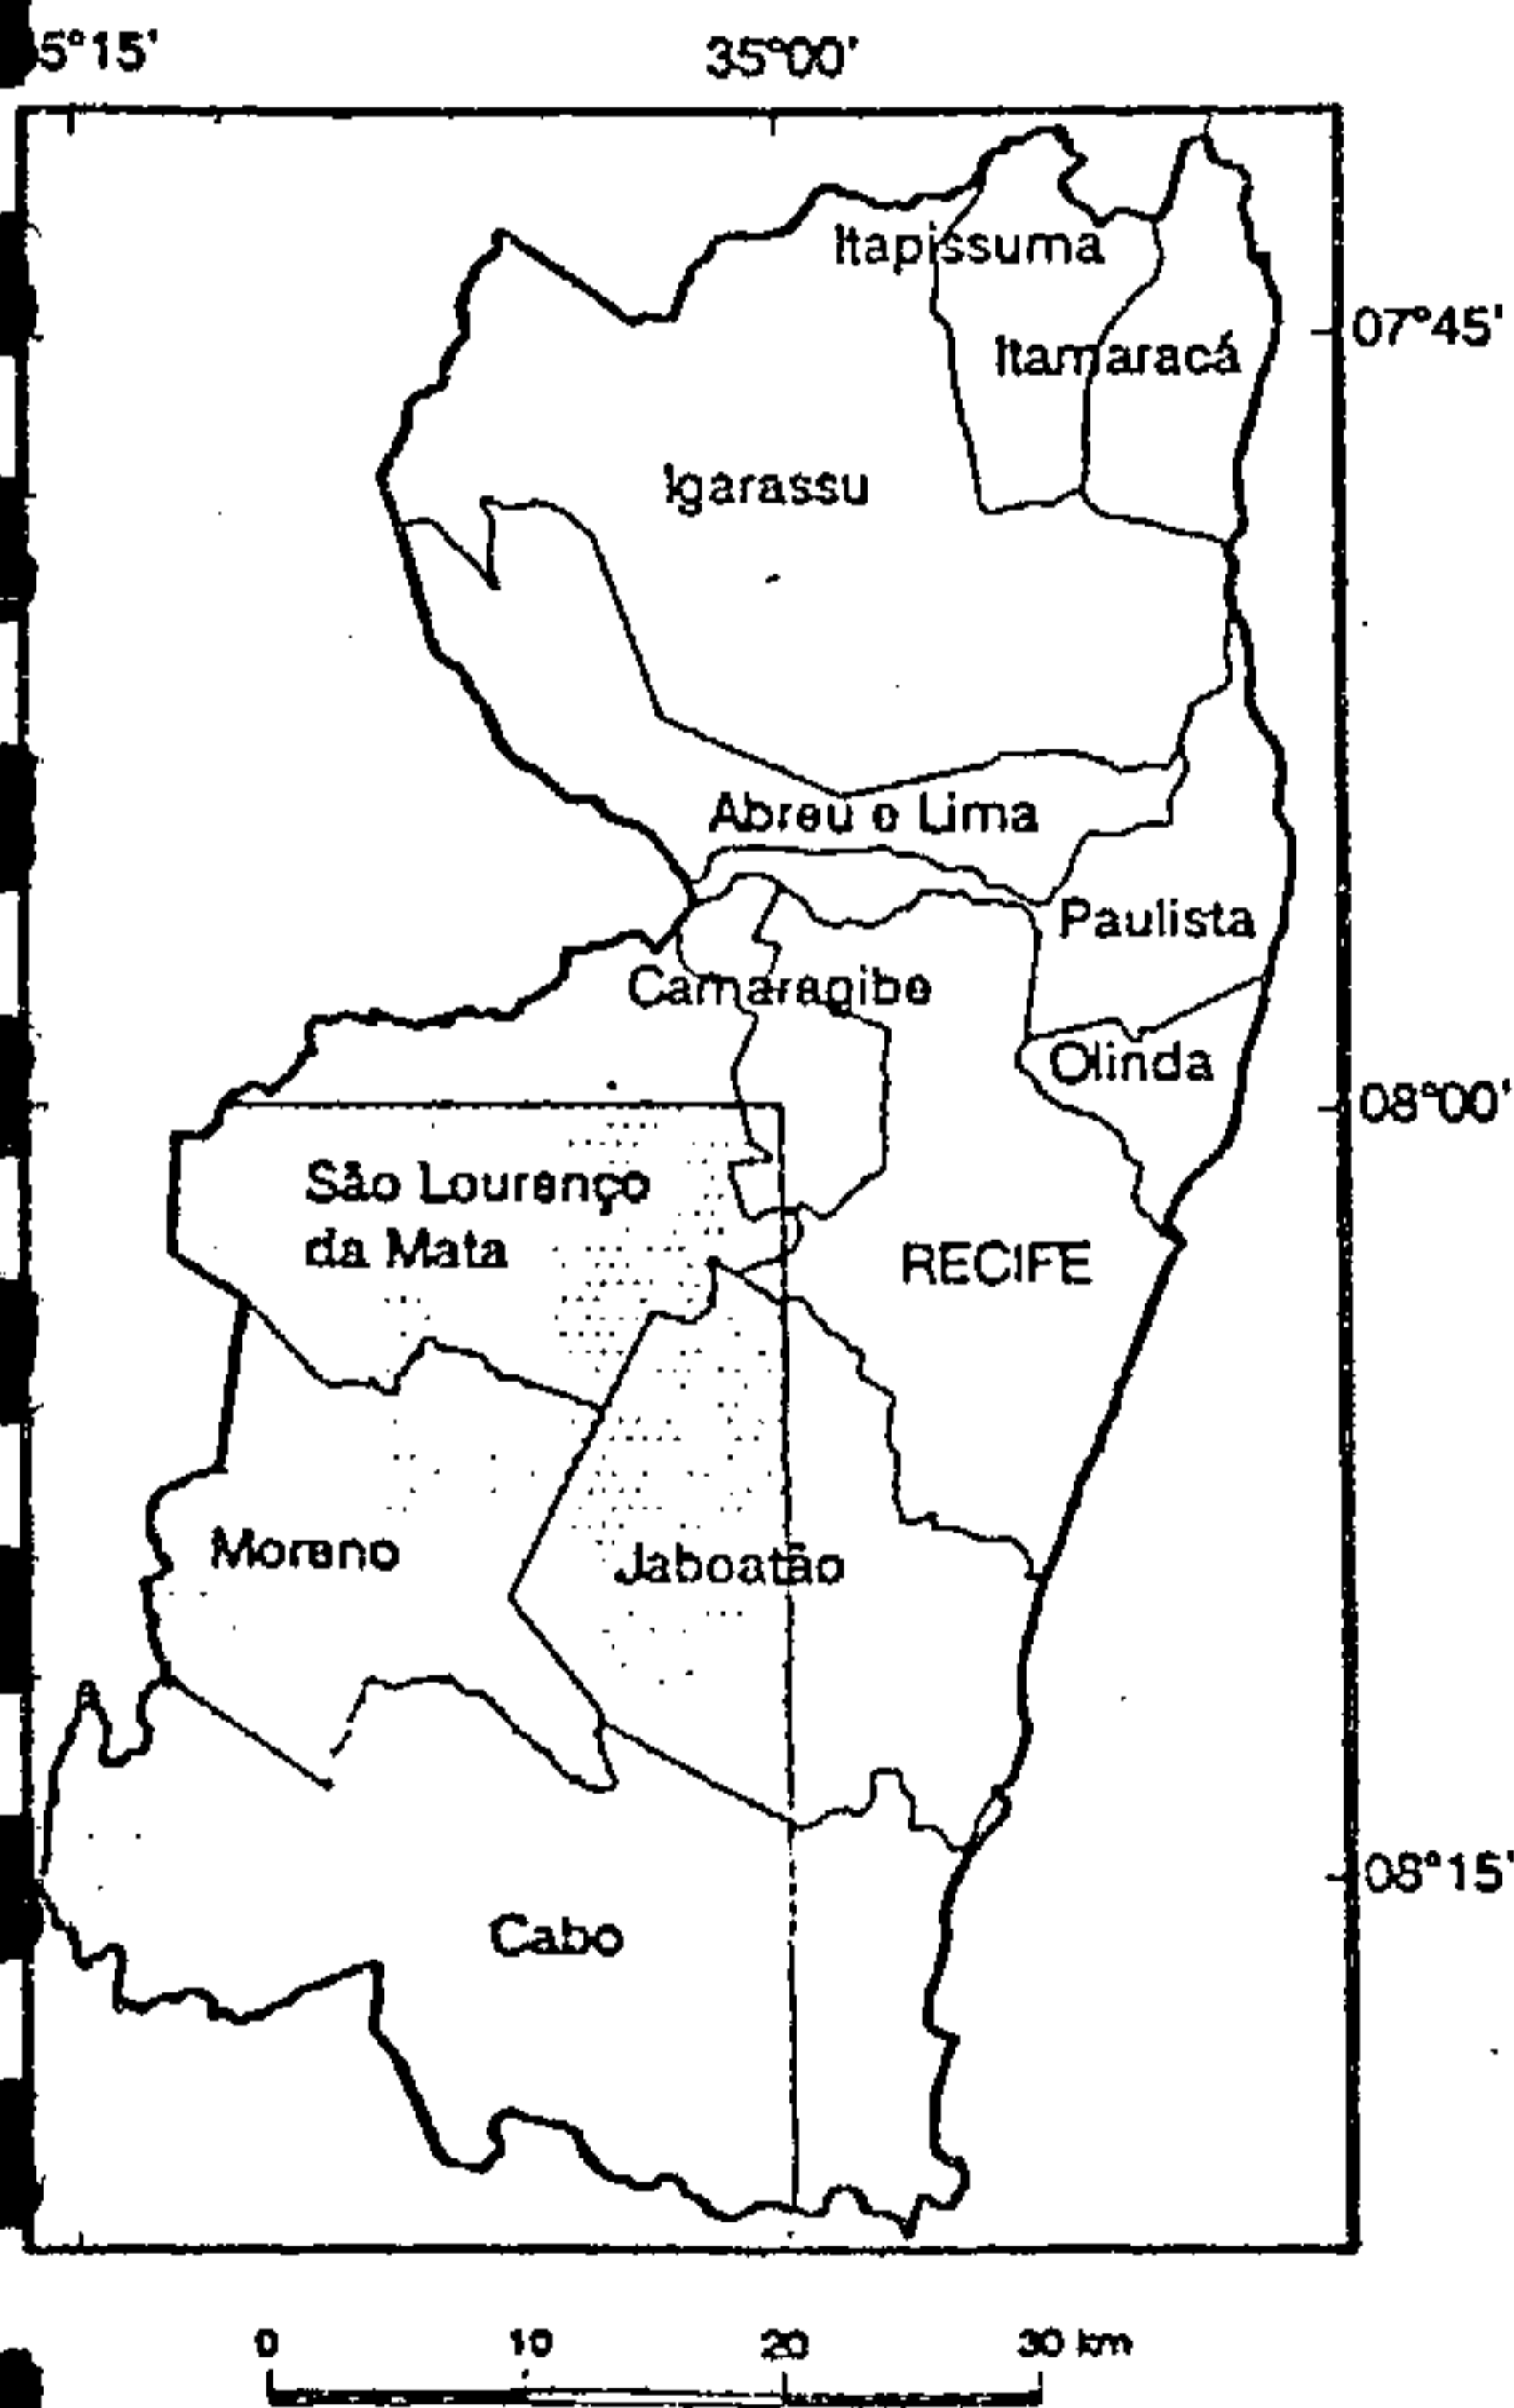 5°15' 35°00'
Itapissuma
07°45'
Itamaracá
Igarassu
Abreu e Lima
Paulista
Camaragibe
Olinda
08°00'
São Lourenço
da Mata
RECIFE
Moreno
Jaboatão
08°15'
Cabo
0 10 20 30 km